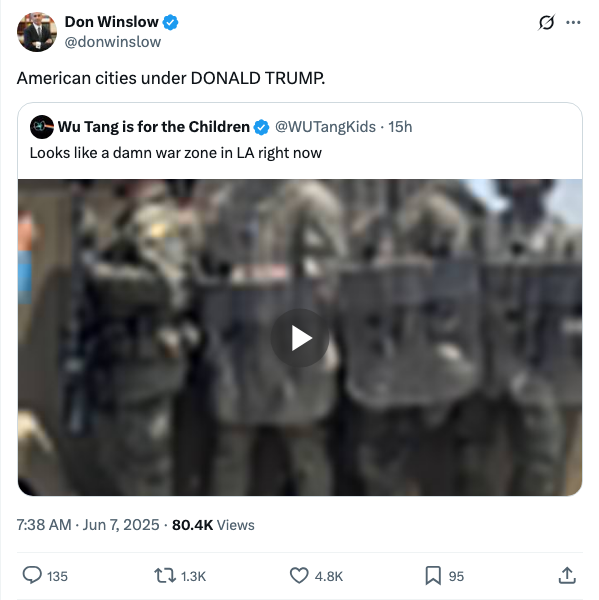 Don Winslow
@donwinslow
American cities under DONALD TRUMP.
Wu Tang is for the Children @WUTangKids · 15h
Looks like a damn war zone in LA right now
7:38 AM · Jun 7, 2025 · 80.4K Views
135 1.3K 4.8K 95